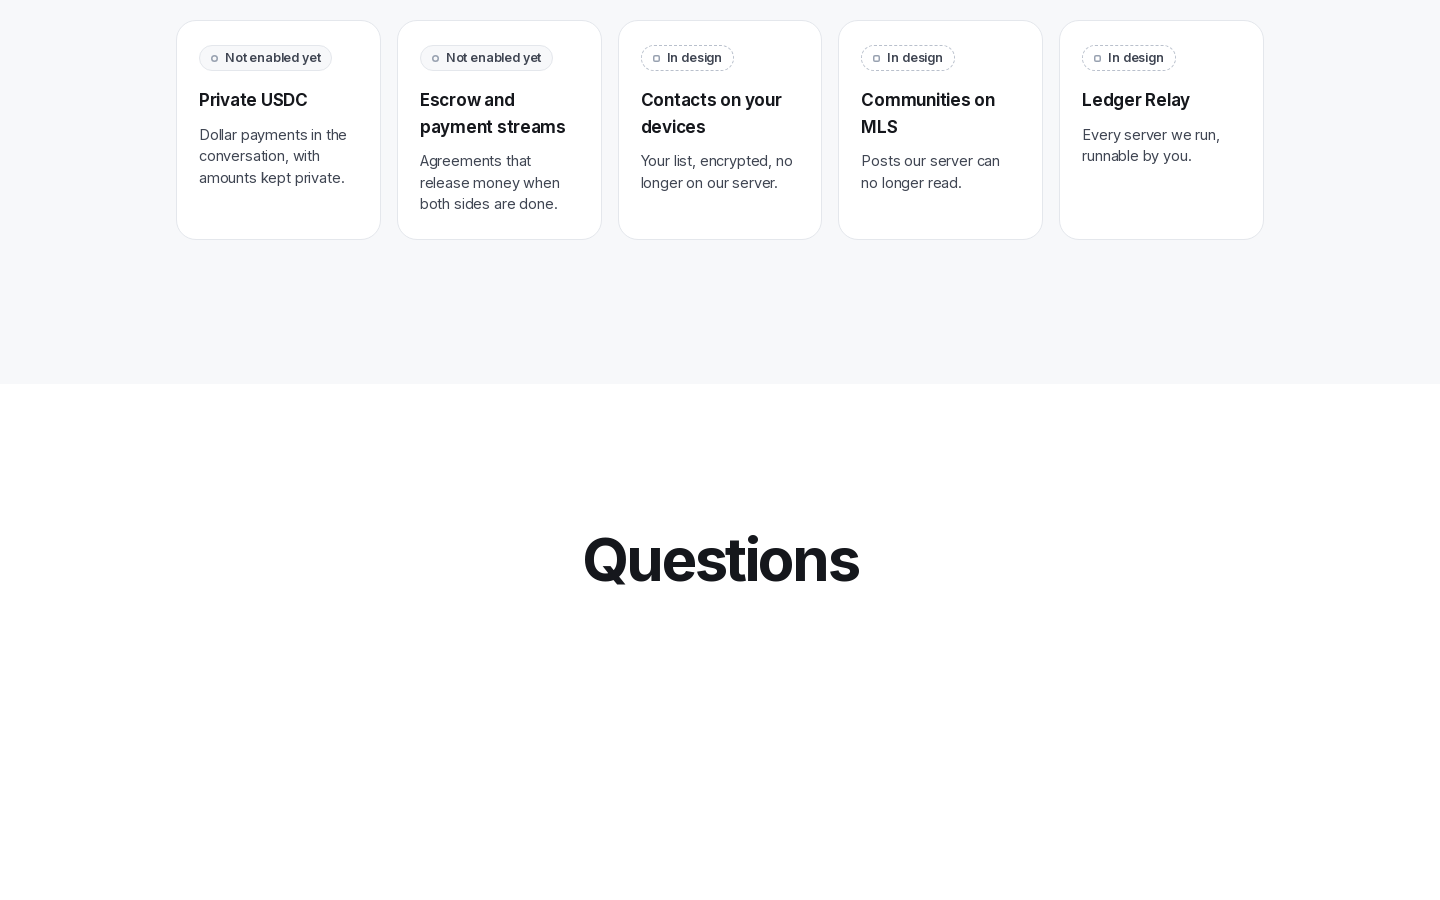 Not enabled yet
Private USDC
Dollar payments in the
conversation, with
amounts kept private.
Not enabled yet
Escrow and
payment streams
Agreements that
release money when
both sides are done.
In design
Contacts on your
devices
Your list, encrypted, no
longer on our server.
In design
Communities on
MLS
Posts our server can
no longer read.
In design
Ledger Relay
Every server we run,
runnable by you.
Questions